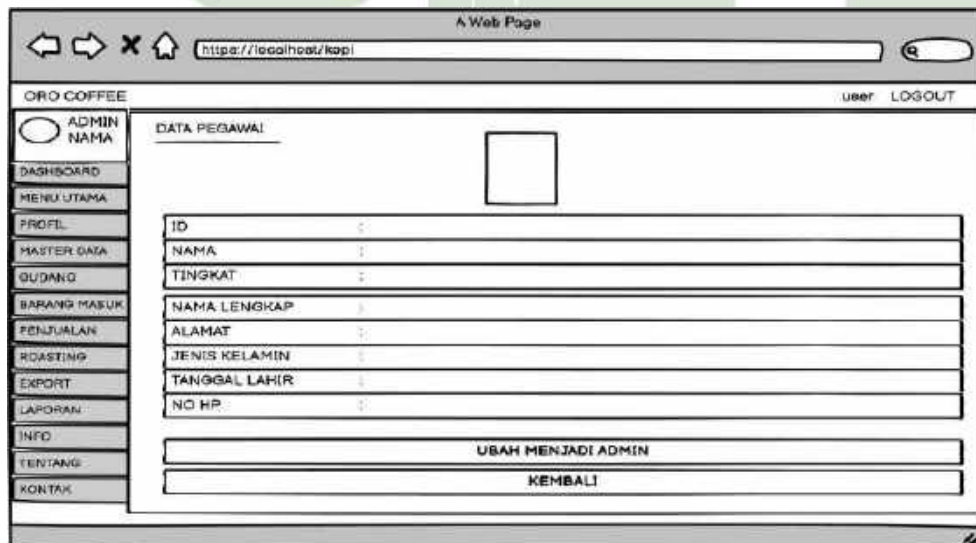 A Web Page
https://localhost/kopi
ORO COFFEE
user LOGOUT
ADMIN
NAMA
DASHBOARD
MENU UTAMA
PROFIL
MASTER DATA
GUDANG
BARANG MASUK
PENJUALAN
ROASTING
EXPORT
LAPORAN
INFO
TENTANG
KONTAK
DATA PEGAWAI
ID :
NAMA :
TINGKAT :
NAMA LENGKAP :
ALAMAT :
JENIS KELAMIN :
TANGGAL LAHIR :
NO HP :
UBAH MENJADI ADMIN
KEMBALI